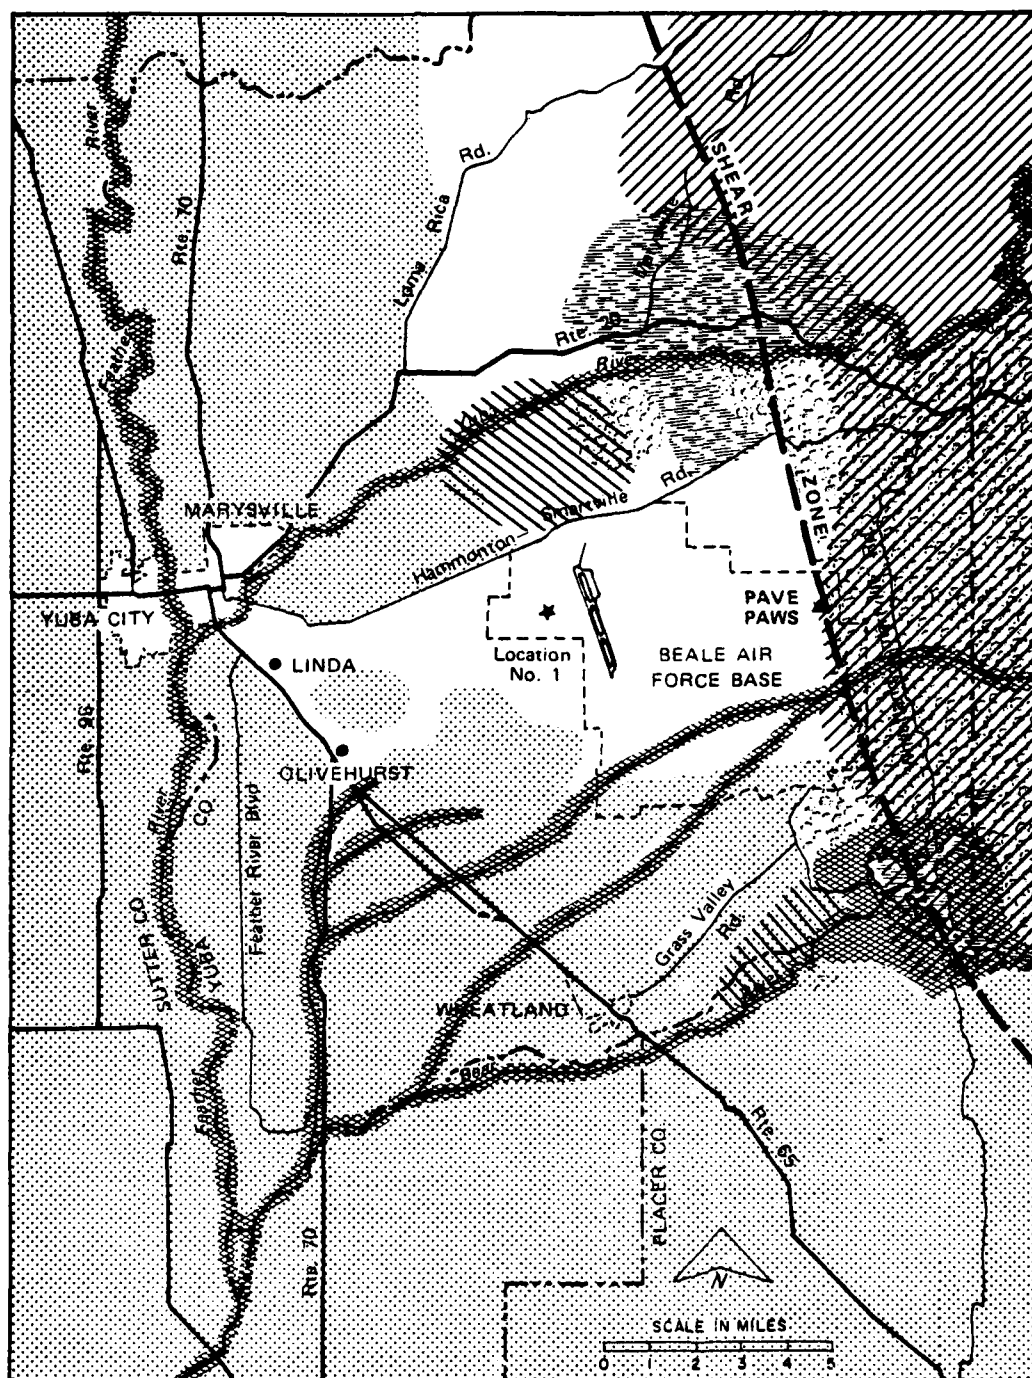 River
Rte. 70
Feather
Loma Rica Rd.
Rd.
SHEAR
Rte. 20
River
MARYSVILLE
Hammonton – Smartville Rd.
ZONE
YUBA CITY
LINDA
Location
No. 1
PAVE
PAWS
BEALE AIR
FORCE BASE
OLIVEHURST
River
CO.
Feather River Blvd
SUTTER CO
YUBA
Grass Valley
Rd.
WHEATLAND
Bear
Feather
Rte. 70
PLACER CO.
Rte. 65
N
SCALE IN MILES
0 1 2 3 4 5